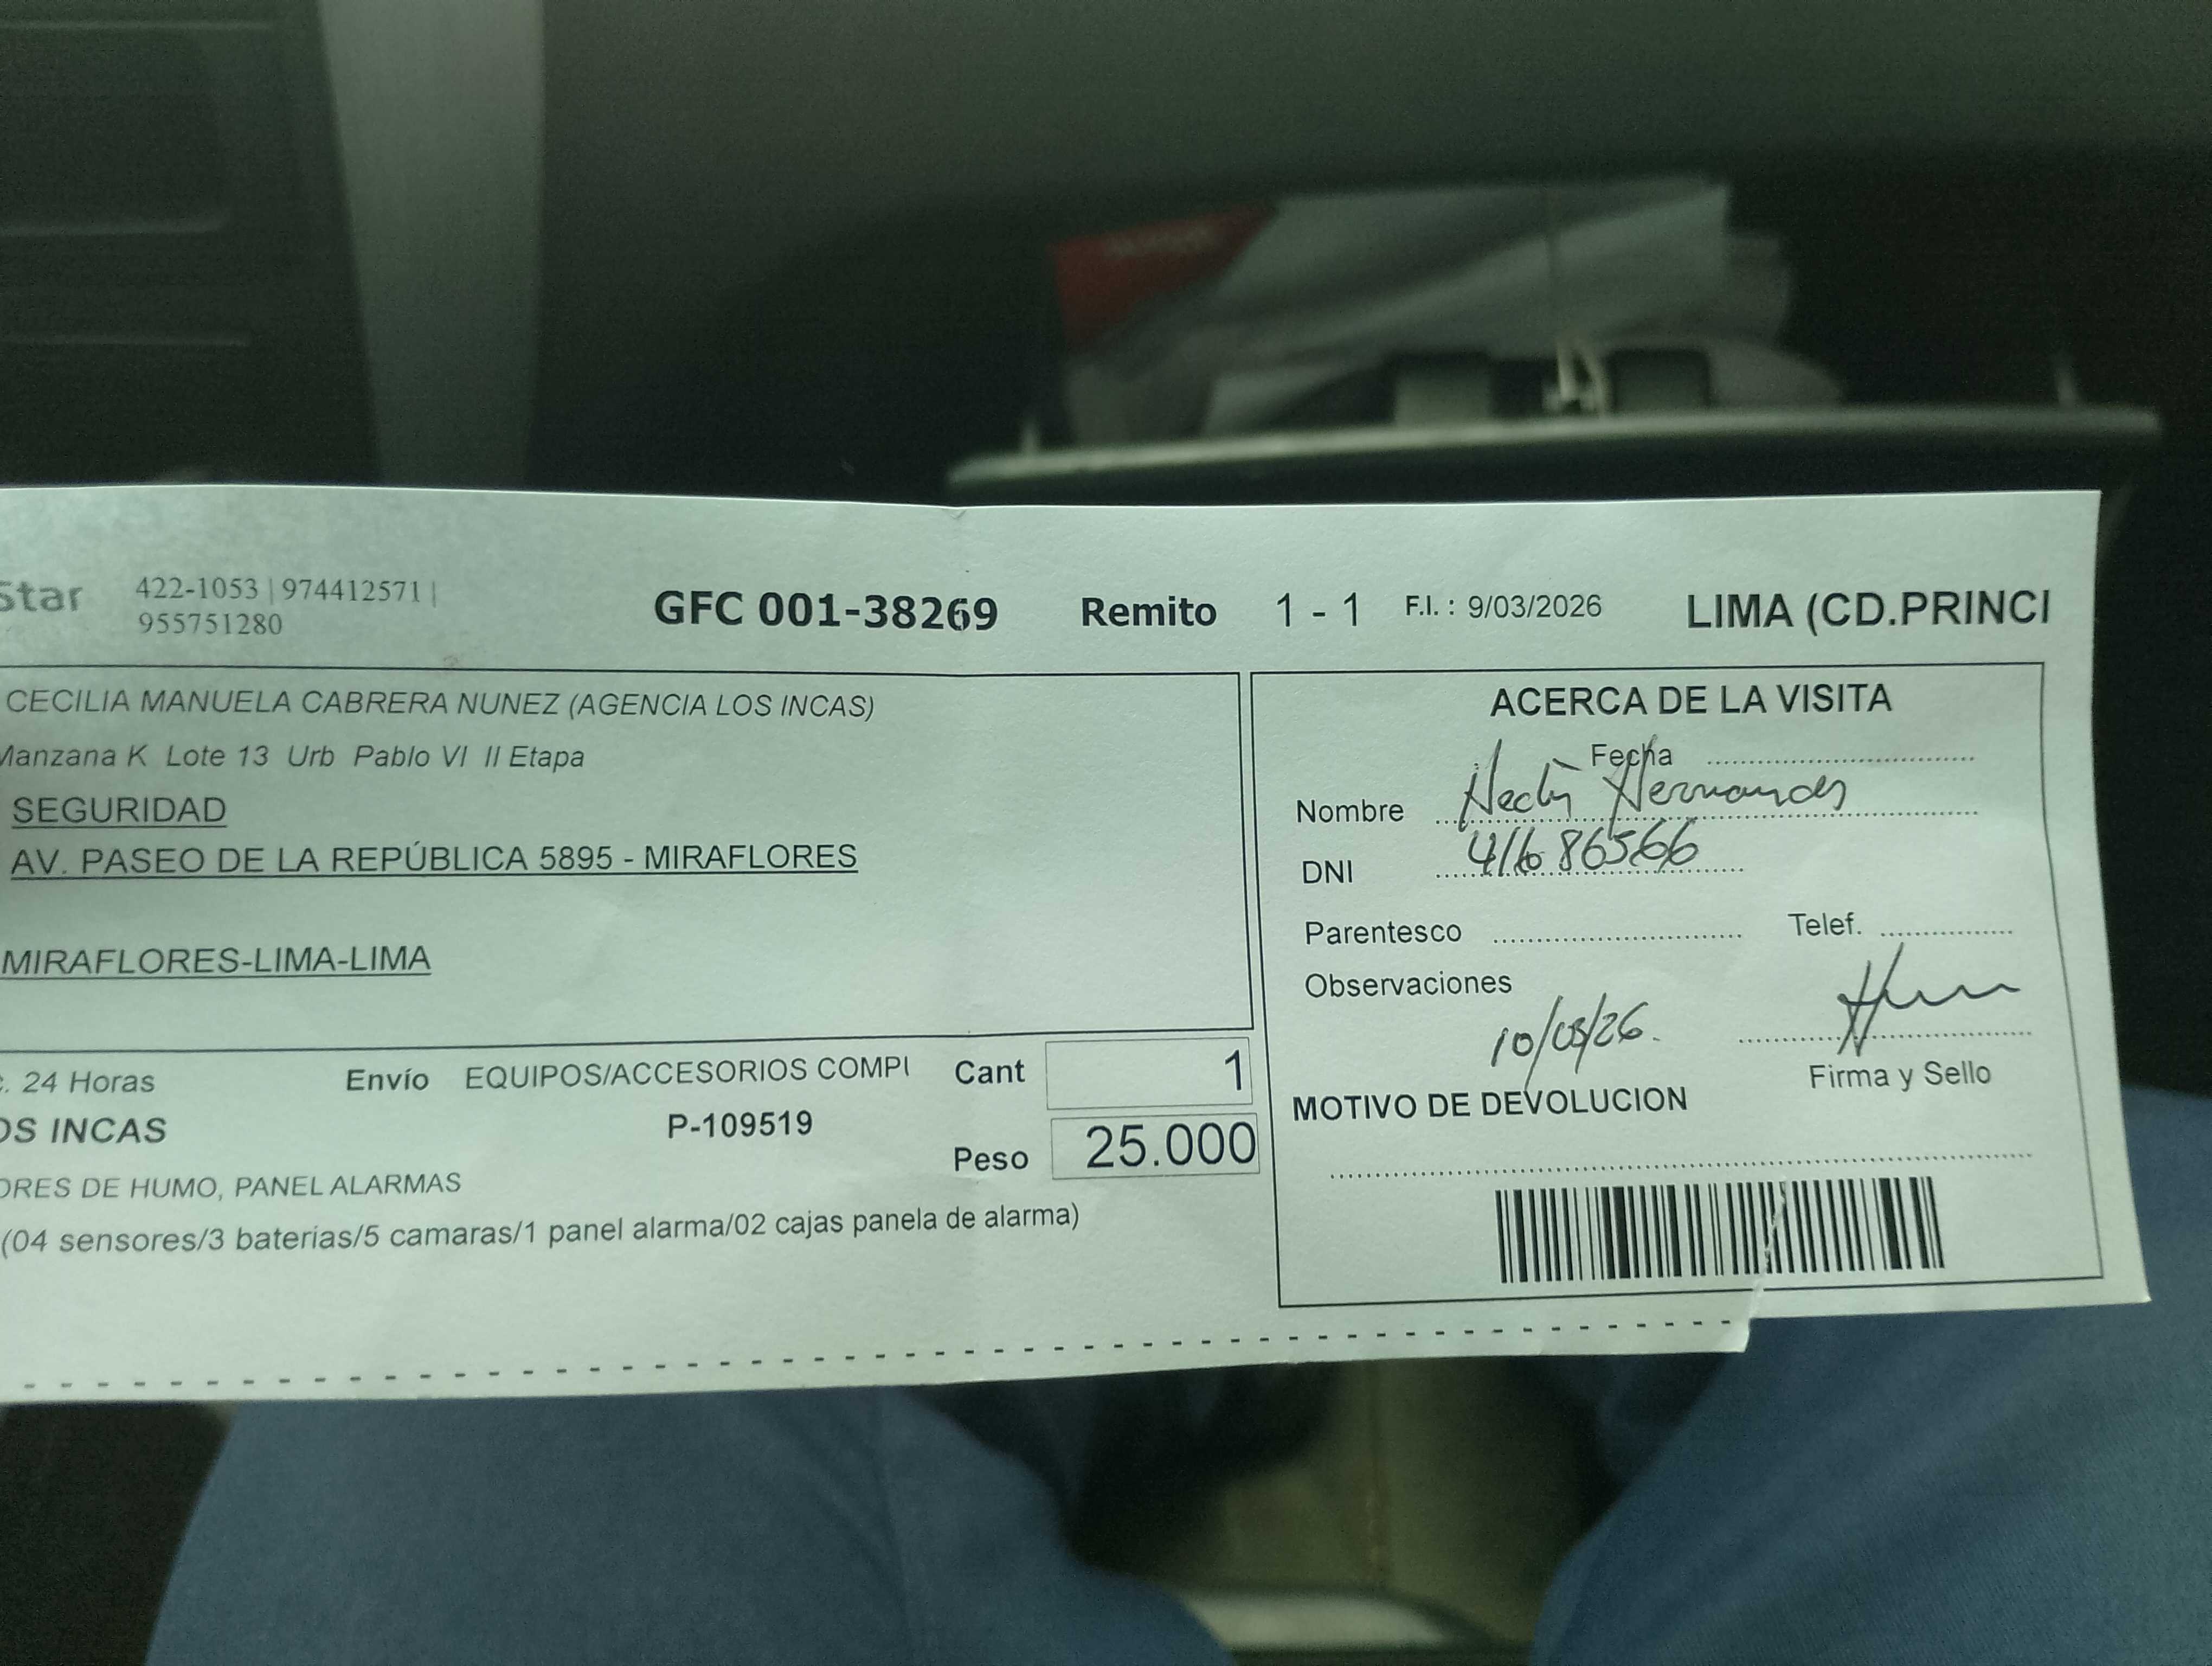 Star 422-1053 | 974412571 |
955751280
GFC 001-38269 Remito 1 - 1 F.I. : 9/03/2026 LIMA (CD.PRINCI
CECILIA MANUELA CABRERA NUNEZ (AGENCIA LOS INCAS)
Manzana K Lote 13 Urb Pablo VI II Etapa
SEGURIDAD
AV. PASEO DE LA REPÚBLICA 5895 - MIRAFLORES
MIRAFLORES-LIMA-LIMA
. 24 Horas Envío EQUIPOS/ACCESORIOS COMPU Cant 1
OS INCAS P-109519
Peso 25.000
ORES DE HUMO, PANEL ALARMAS
(04 sensores/3 baterias/5 camaras/1 panel alarma/02 cajas panela de alarma)
ACERCA DE LA VISITA
Fecha
Nombre Hernandes
DNI 41686566
Parentesco Telef.
Observaciones
10/03/26.
Firma y Sello
MOTIVO DE DEVOLUCION